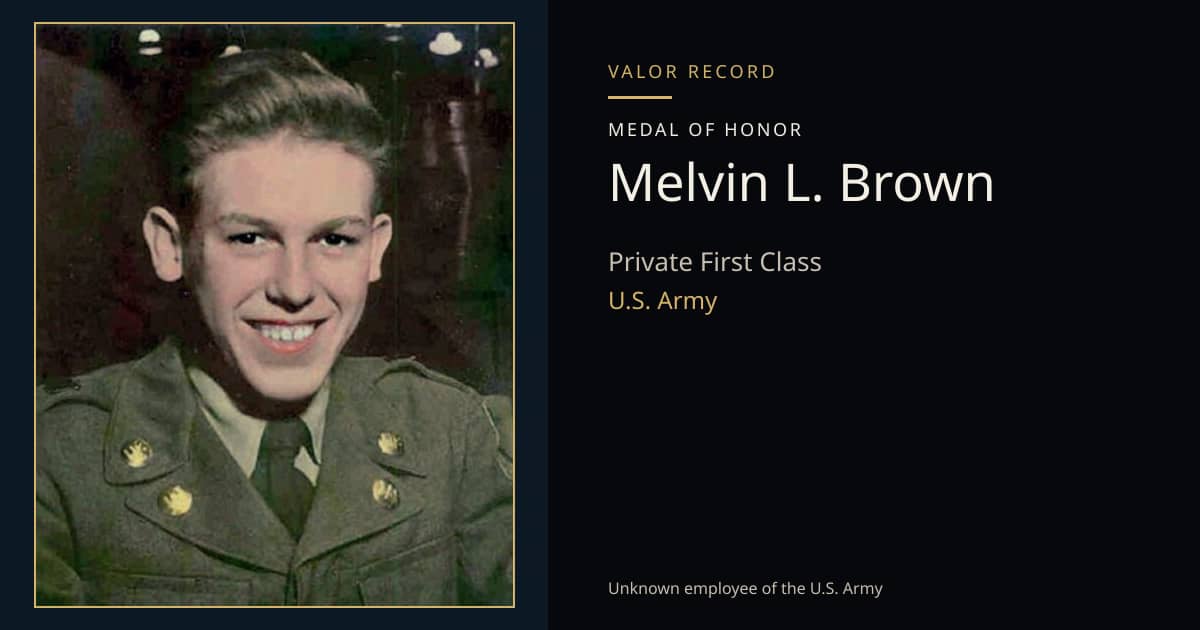 VALOR RECORD
MEDAL OF HONOR
Melvin L. Brown
Private First Class
U.S. Army
Unknown employee of the U.S. Army